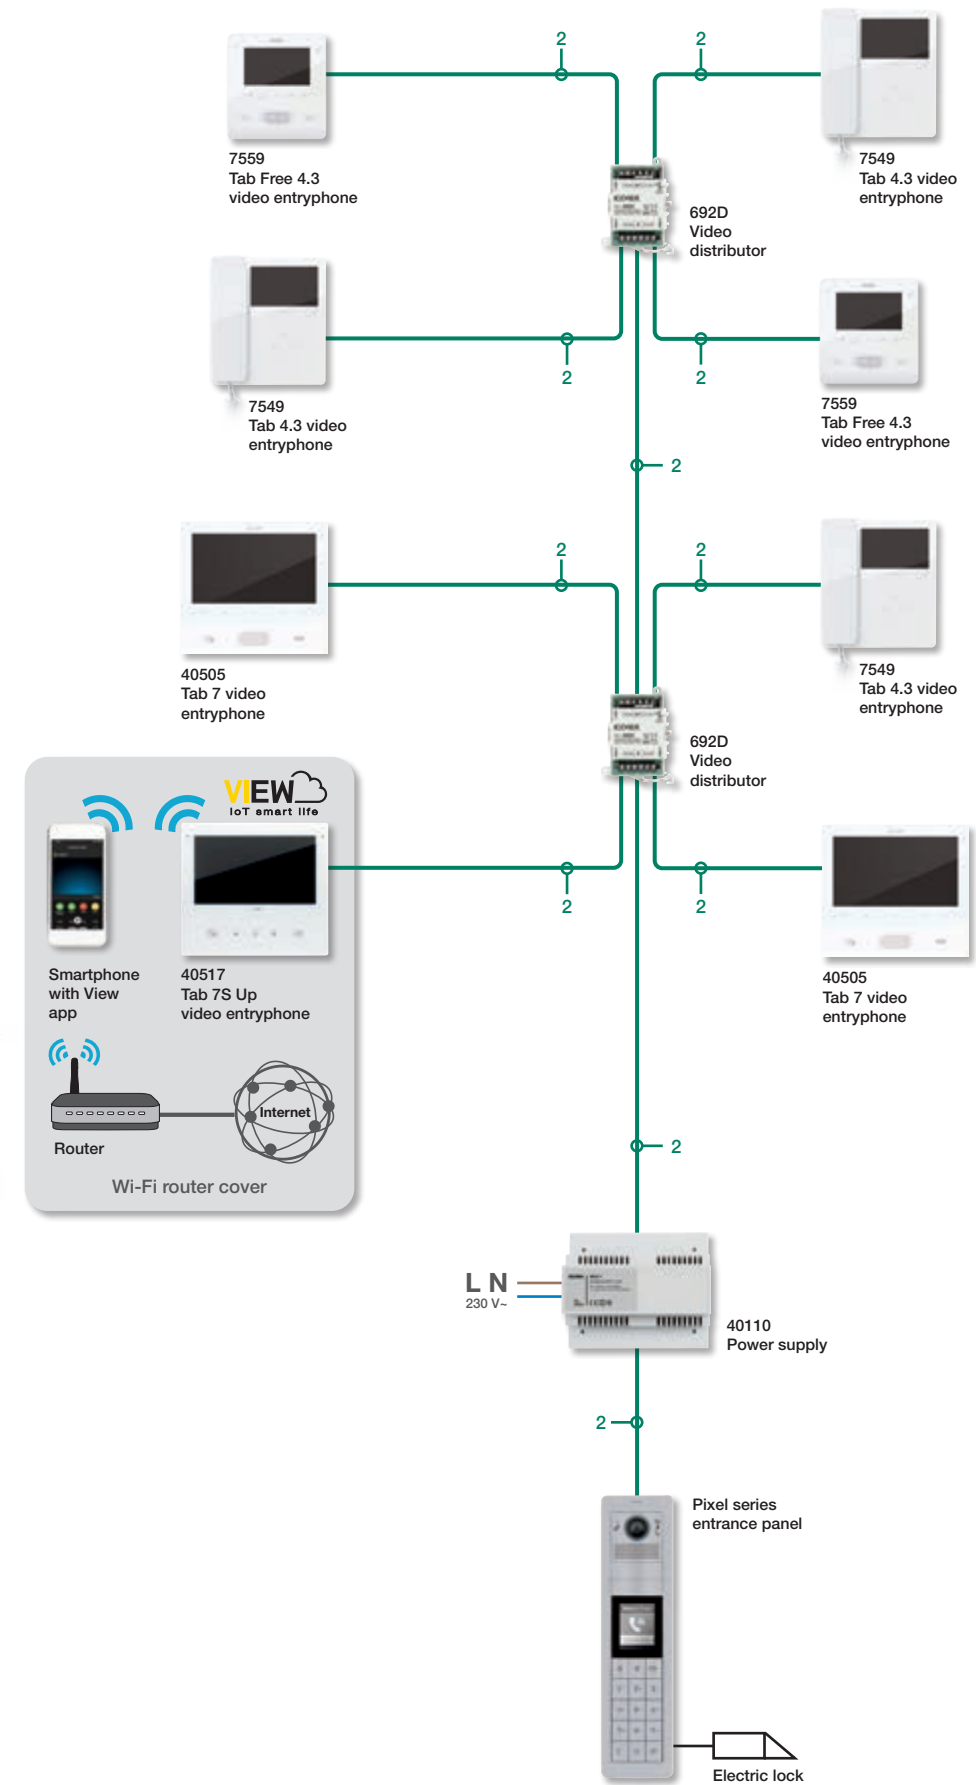 2
2
7559
Tab Free 4.3
video entryphone
7549
Tab 4.3 video
entryphone
692D
Video
distributor
2
2
7549
Tab 4.3 video
entryphone
7559
Tab Free 4.3
video entryphone
2
2
2
40505
Tab 7 video
entryphone
7549
Tab 4.3 video
entryphone
692D
Video
distributor
VIEW
IoT smart life
2
2
Smartphone
with View
app
40517
Tab 7S Up
video entryphone
40505
Tab 7 video
entryphone
Internet
Router
2
Wi-Fi router cover
L N
230 V~
40110
Power supply
2
Pixel series
entrance panel
Electric lock